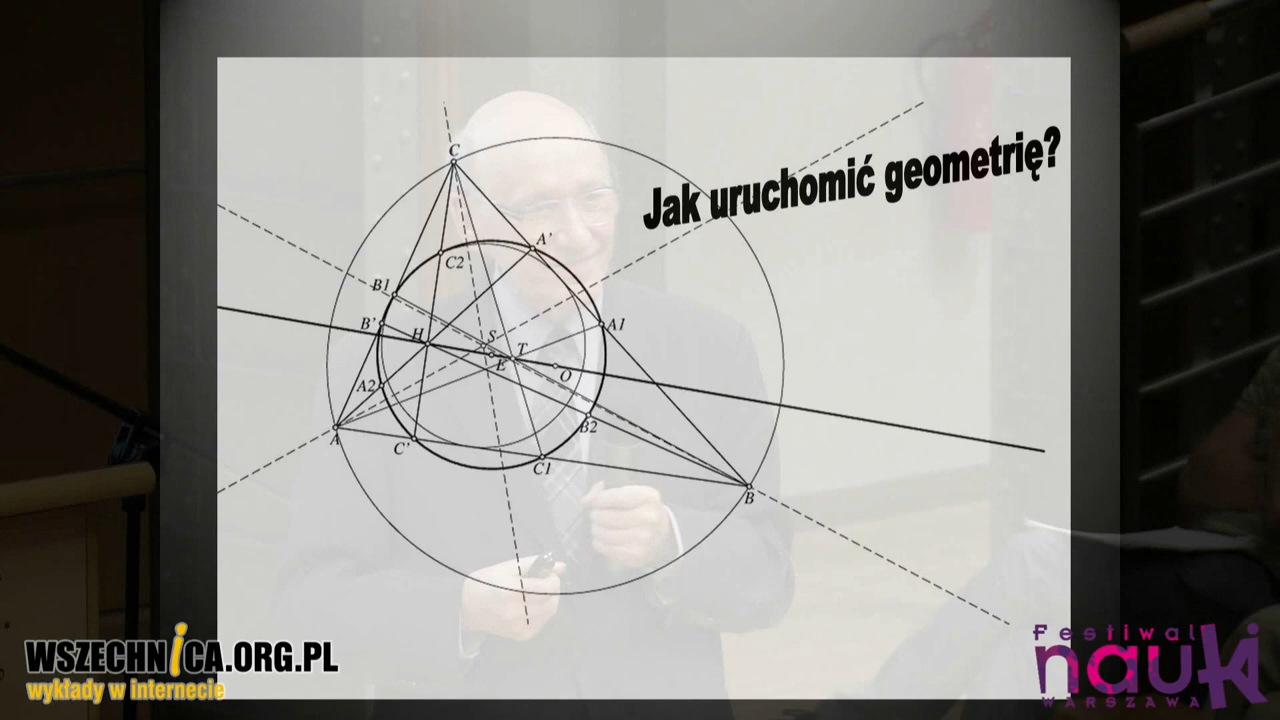 Jak uruchomić geometrię?
C
A'
C2
B1
B'
H
S
T
A1
E
O
A2
B2
A
C'
C1
B
WSZECHNiCA.ORG.PL
wykłady w internecie
Festiwal
nauki
WARSZAWA